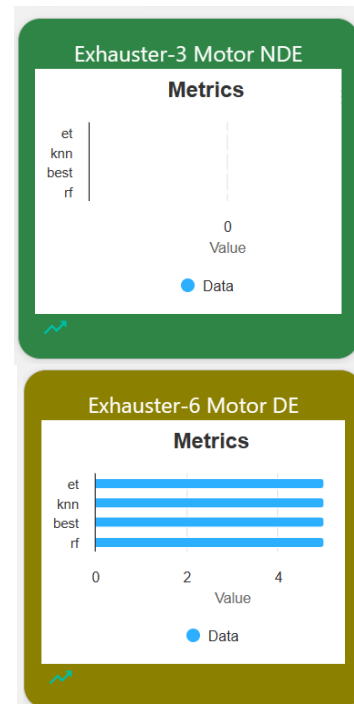 Exhauster-3 Motor NDE
Metrics
et
knn
best
rf
0
Value
Data
Exhauster-6 Motor DE
Metrics
et
knn
best
rf
0 2 4
Value
Data